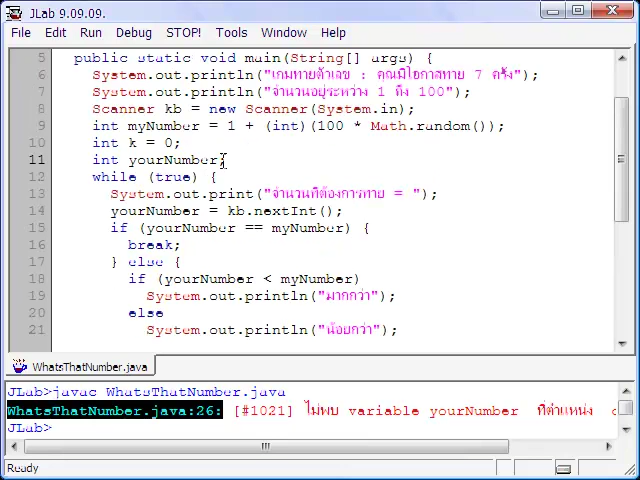 JLab 9.09.09.
File Edit Run Debug STOP! Tools Window Help
5 public static void main(String[] args) {
6 System.out.println("เกมทายตัวเลข : คุณมีโอกาสทาย 7 ครั้ง");
7 System.out.println("จำนวนอยู่ระหว่าง 1 ถึง 100");
8 Scanner kb = new Scanner(System.in);
9 int myNumber = 1 + (int)(100 * Math.random());
10 int k = 0;
11 int yourNumber;
12 while (true) {
13 System.out.print("จำนวนที่ต้องการทาย = ");
14 yourNumber = kb.nextInt();
15 if (yourNumber == myNumber) {
16 break;
17 } else {
18 if (yourNumber < myNumber)
19 System.out.println("มากกว่า");
20 else
21 System.out.println("น้อยกว่า");
WhatsThatNumber.java
JLab>javac WhatsThatNumber.java
WhatsThatNumber.java:26: [#1021] ไม่พบ variable yourNumber ที่ตำแหน่ง
JLab>
Ready